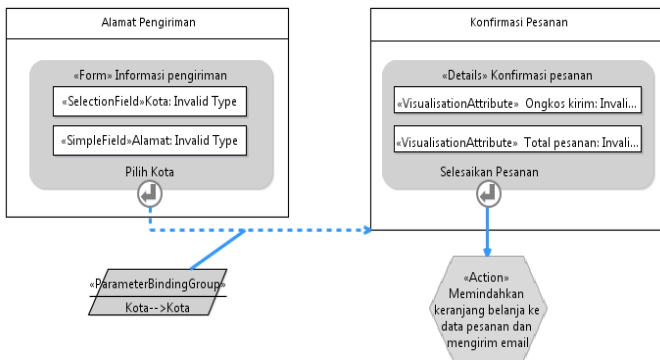 Alamat Pengiriman
«Form» Informasi pengiriman
«SelectionField»Kota: Invalid Type
«SimpleField»Alamat: Invalid Type
Pilih Kota
Konfirmasi Pesanan
«Details» Konfirmasi pesanan
«VisualisationAttribute» Ongkos kirim: Invali...
«VisualisationAttribute» Total pesanan: Invali...
Selesaikan Pesanan
«ParameterBindingGroup»
Kota-->Kota
«Action»
Memindahkan
keranjang belanja ke
data pesanan dan
mengirim email